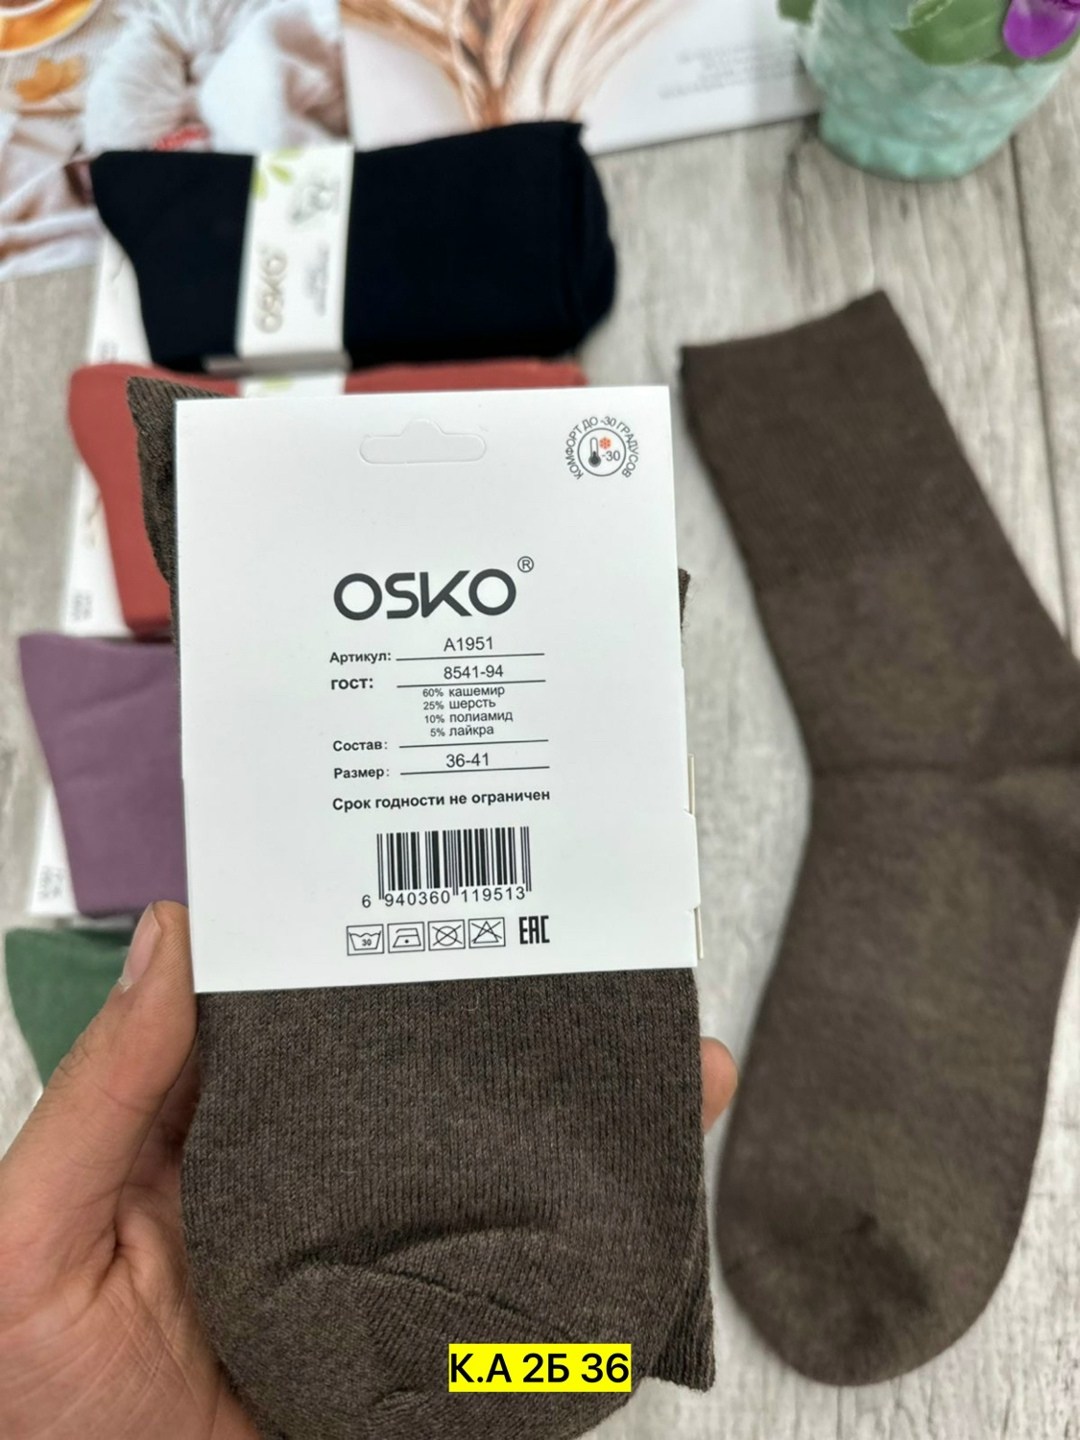 OSKO
КОМФОРТ ДО -30 ГРАДУСОВ
-30
OSKO®
Артикул: A1951
гост: 8541-94
60% кашемир
25% шерсть
10% полиамид
5% лайкра
Состав:
Размер: 36-41
Срок годности не ограничен
6 940360 119513
30
EAC
К.А 2Б 36